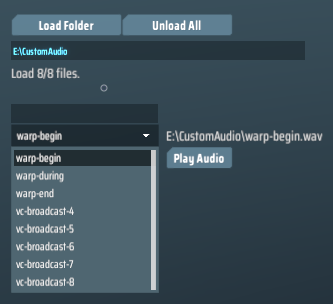 Load Folder Unload All
E:\CustomAudio
Load 8/8 files.
warp-begin E:\CustomAudio\warp-begin.wav
warp-begin Play Audio
warp-during
warp-end
vc-broadcast-4
vc-broadcast-5
vc-broadcast-6
vc-broadcast-7
vc-broadcast-8